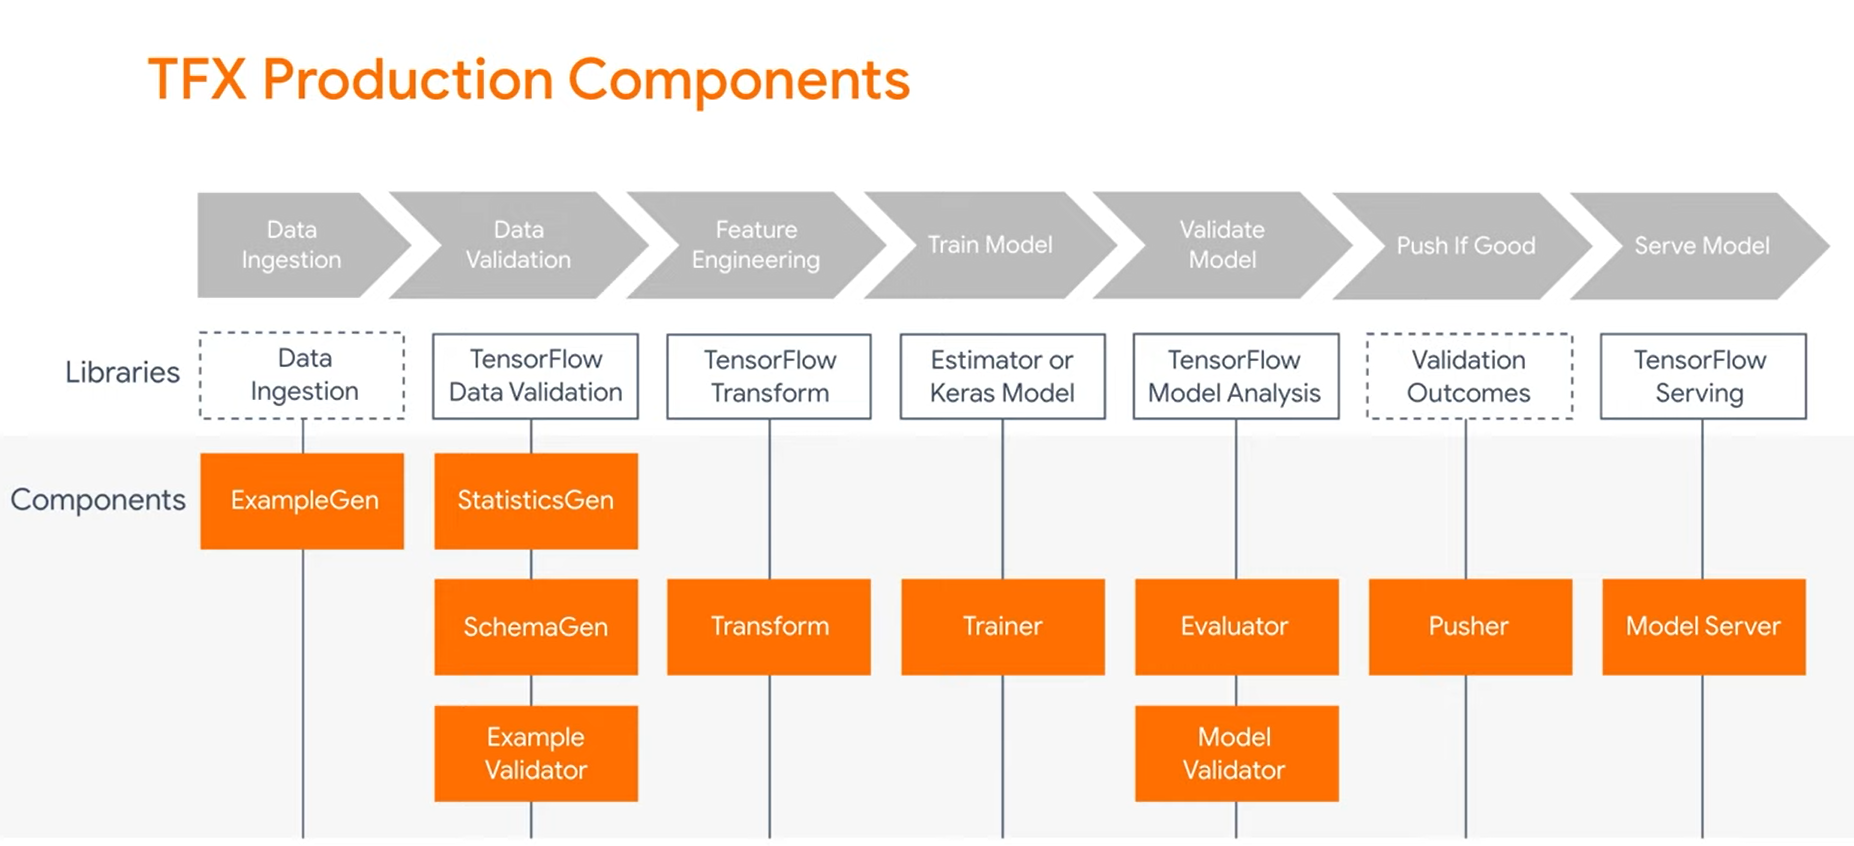 TFX Production Components
Data
Ingestion
Data
Validation
Feature
Engineering
Train Model
Validate
Model
Push If Good
Serve Model
Libraries
Data
Ingestion
TensorFlow
Data Validation
TensorFlow
Transform
Estimator or
Keras Model
TensorFlow
Model Analysis
Validation
Outcomes
TensorFlow
Serving
Components
ExampleGen
StatisticsGen
SchemaGen
Transform
Trainer
Evaluator
Pusher
Model Server
Example
Validator
Model
Validator